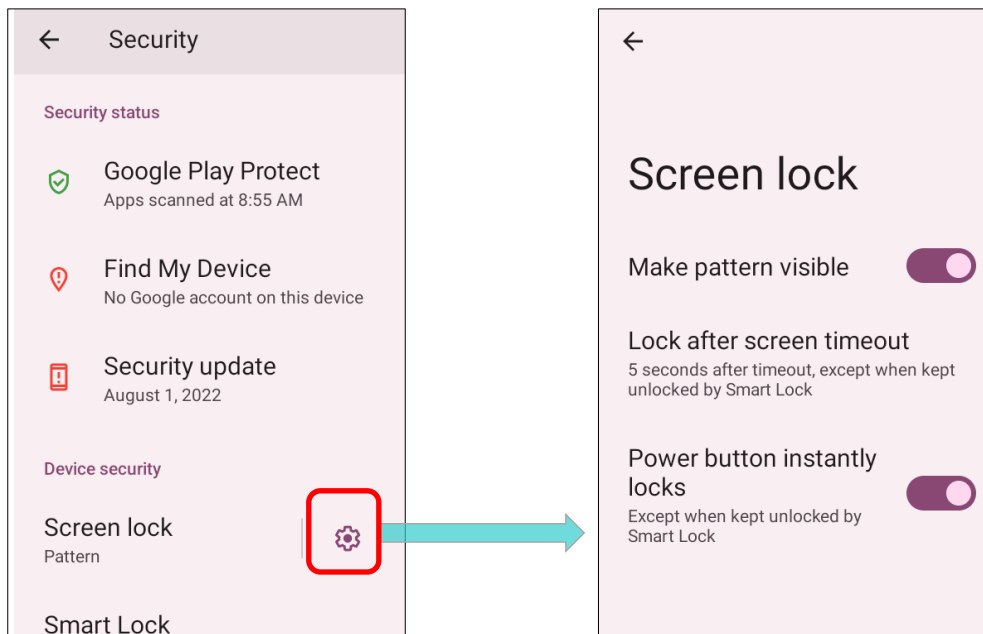 Security
Security status
Google Play Protect
Apps scanned at 8:55 AM
Find My Device
No Google account on this device
Security update
August 1, 2022
Device security
Screen lock
Pattern
Smart Lock
Screen lock
Make pattern visible
Lock after screen timeout
5 seconds after timeout, except when kept
unlocked by Smart Lock
Power button instantly
locks
Except when kept unlocked by
Smart Lock